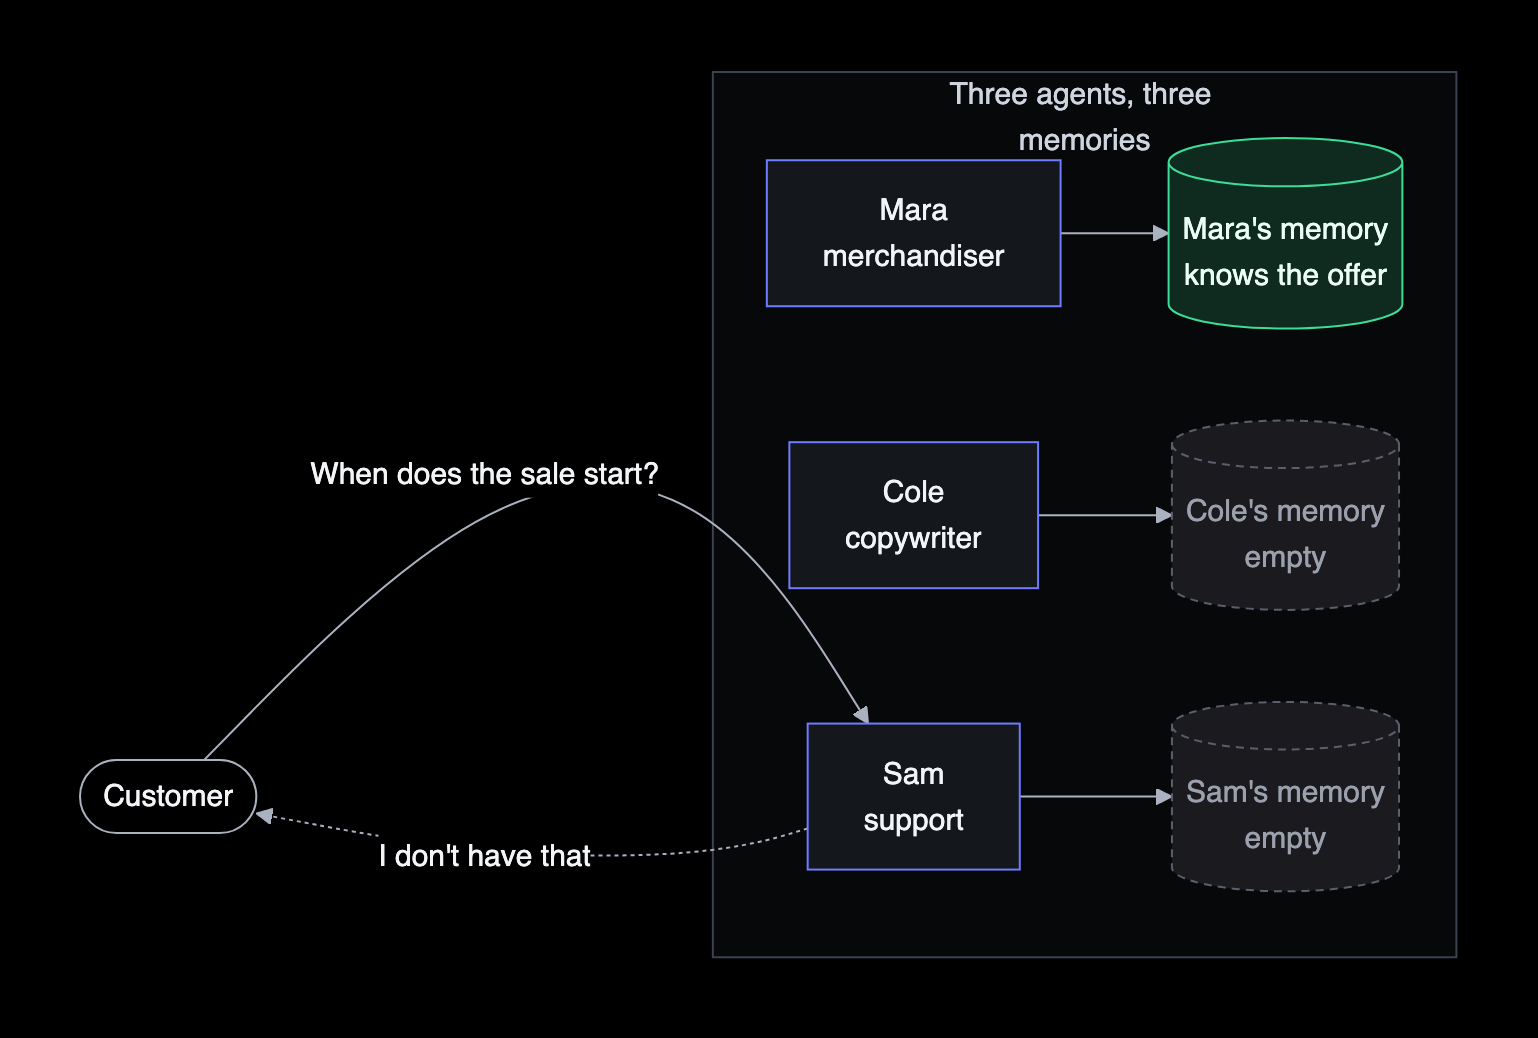 Three agents, three
memories
Mara
merchandiser
Mara's memory
knows the offer
When does the sale start?
Cole
copywriter
Cole's memory
empty
Sam
support
Sam's memory
empty
Customer
I don't have that